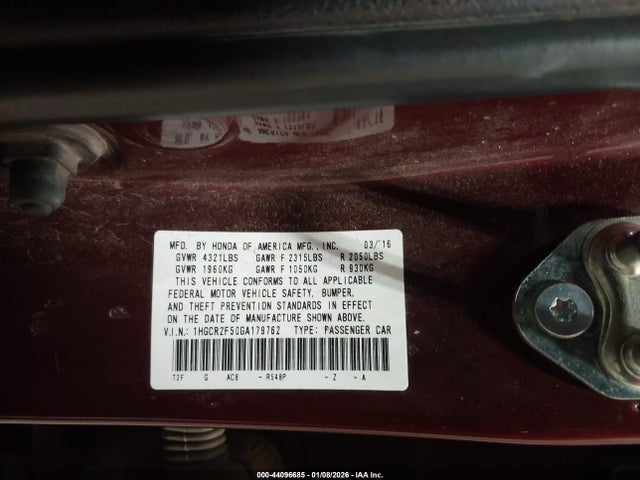 MFD. BY HONDA OF AMERICA MFG., INC. 03/16
GVWR 4321LBS GAWR F 2315LBS R 2050LBS
GVWR 1960KG GAWR F 1050KG R 930KG
THIS VEHICLE CONFORMS TO ALL APPLICABLE
FEDERAL MOTOR VEHICLE SAFETY, BUMPER,
AND THEFT PREVENTION STANDARDS IN EFFECT
ON THE DATE OF MANUFACTURE SHOWN ABOVE.
V.I.N.: 1HGCR2F50GA179762 TYPE: PASSENGER CAR
T2F G AC8 - R548P - Z - A
000-44096685 - 01/08/2026 - IAA Inc.